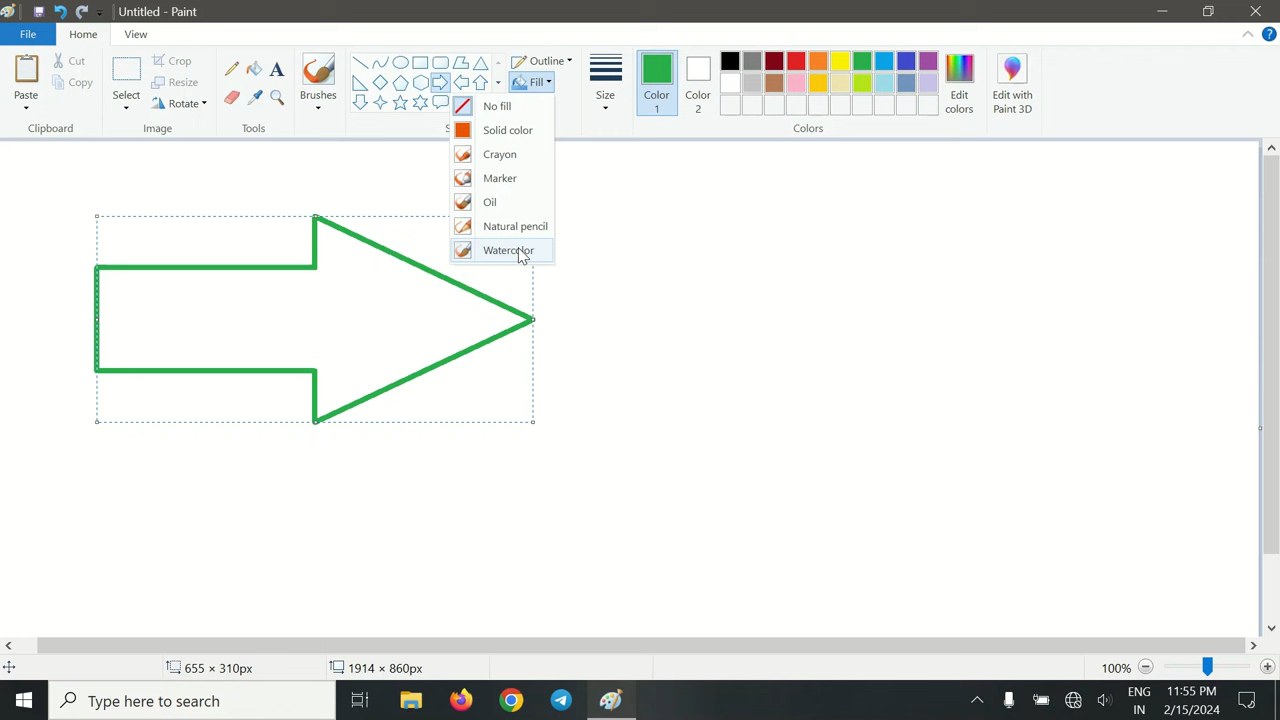 Untitled - Paint
File
Home
View
Paste
Cut
Copy
Clipboard
Select
Crop
Resize
Rotate
Image
Tools
Brushes
Outline
Fill
No fill
Solid color
Crayon
Marker
Oil
Natural pencil
Watercolor
S
Size
Color
1
Color
2
Edit
colors
Edit with
Paint 3D
Colors
655 × 310px
1914 × 860px
100%
Type here to search
ENG
IN
11:55 PM
2/15/2024